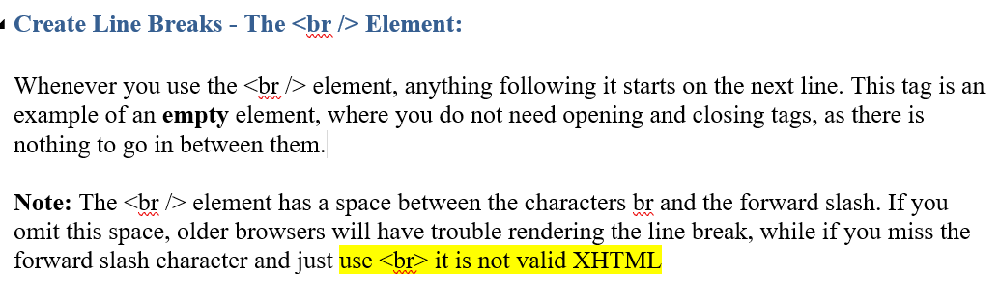 Create Line Breaks - The <br /> Element:
Whenever you use the <br /> element, anything following it starts on the next line. This tag is an
example of an empty element, where you do not need opening and closing tags, as there is
nothing to go in between them.
Note: The <br /> element has a space between the characters br and the forward slash. If you
omit this space, older browsers will have trouble rendering the line break, while if you miss the
forward slash character and just use <br> it is not valid XHTML